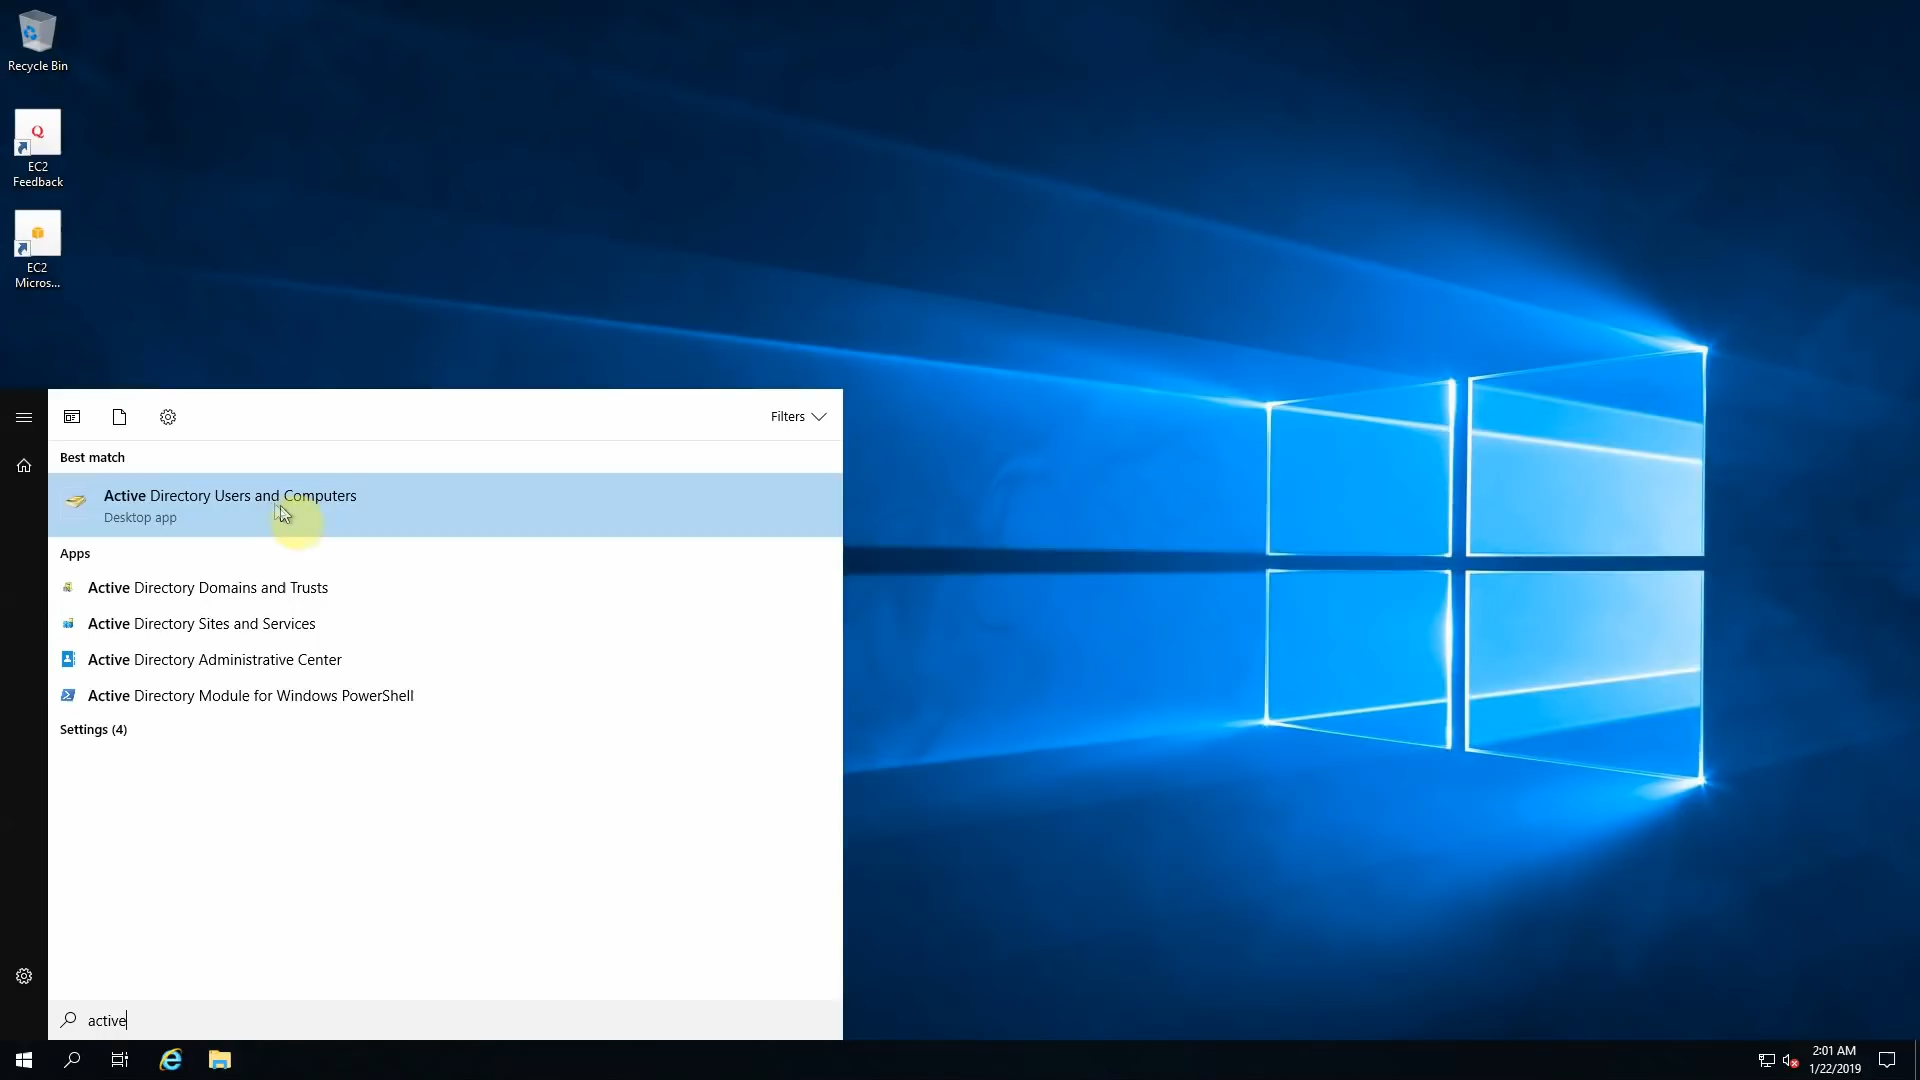 Recycle Bin
Q
EC2
Feedback
EC2
Micros...
Filters
Best match
Active Directory Users and Computers
Desktop app
Apps
Active Directory Domains and Trusts
Active Directory Sites and Services
Active Directory Administrative Center
Active Directory Module for Windows PowerShell
Settings (4)
active
2:01 AM
1/22/2019